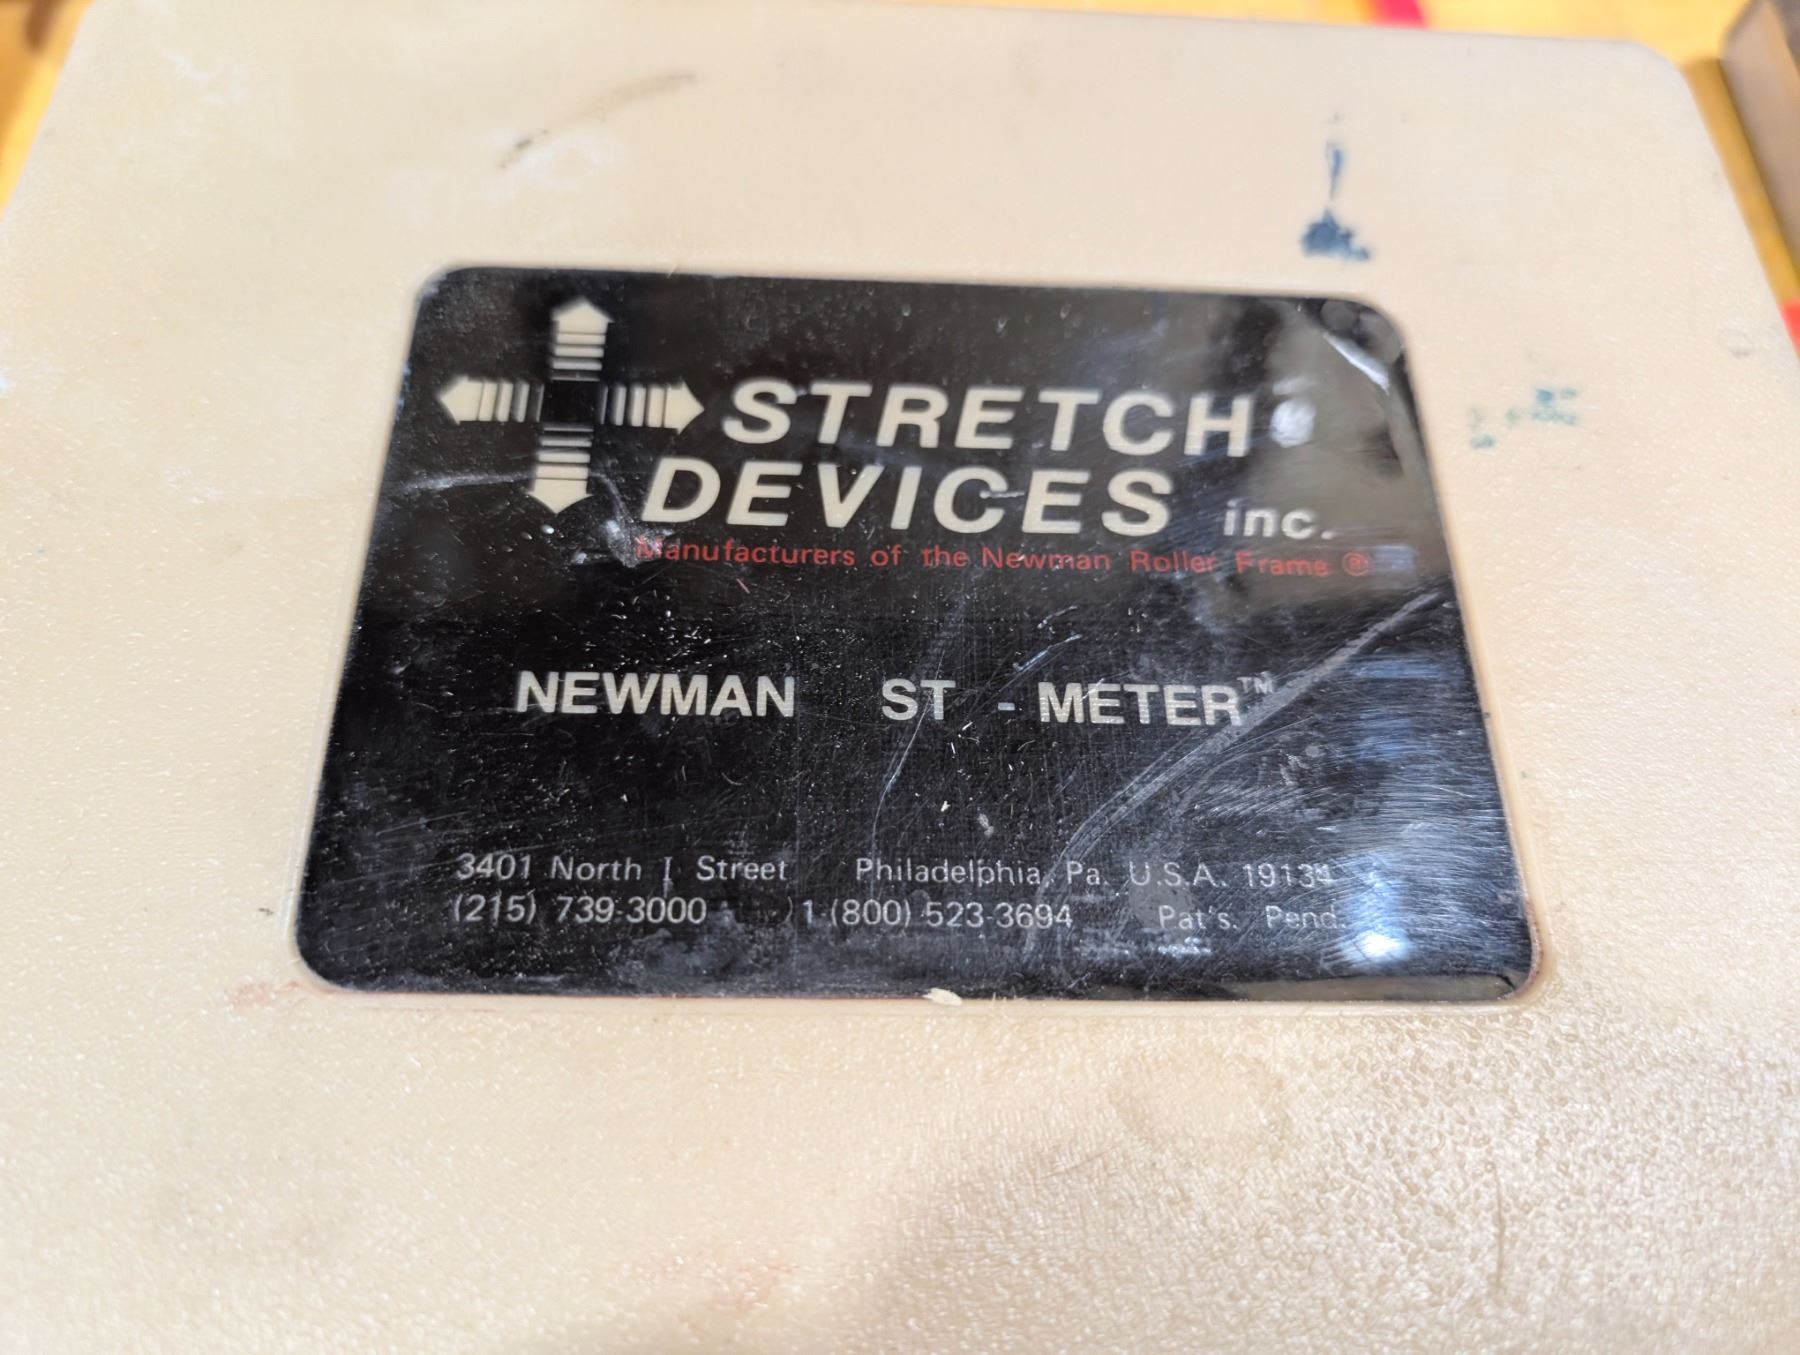 STRETCH ®
DEVICES inc.
Manufacturers of the Newman Roller Frame ®
NEWMAN ST - METER™
3401 North I Street Philadelphia, Pa. U.S.A. 19134
(215) 739-3000 1-(800) 523-3694 Pat's. Pend.